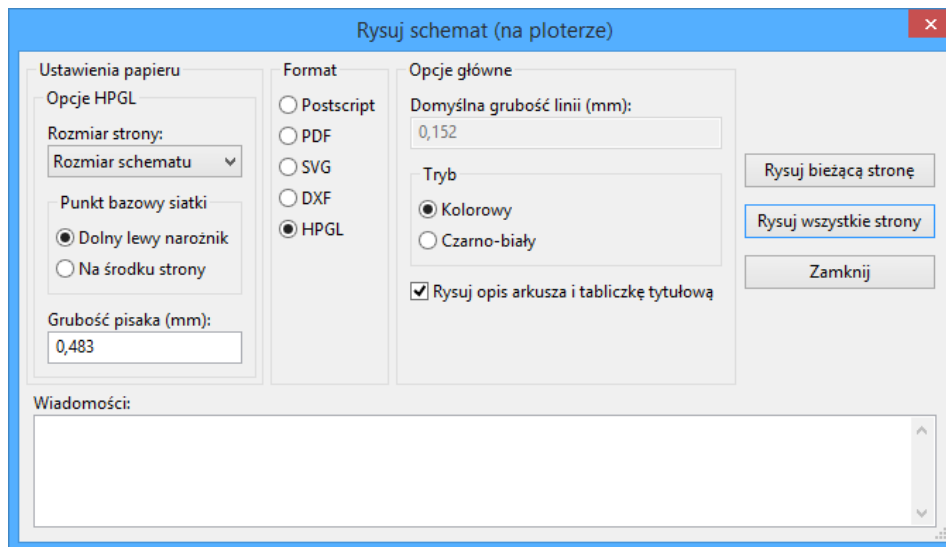 Rysuj schemat (na ploterze)
Ustawienia papieru
Opcje HPGL
Rozmiar strony:
Rozmiar schematu
Punkt bazowy siatki
Dolny lewy narożnik
Na środku strony
Grubość pisaka (mm):
0,483
Format
Postscript
PDF
SVG
DXF
HPGL
Opcje główne
Domyślna grubość linii (mm):
0,152
Tryb
Kolorowy
Czarno-biały
Rysuj opis arkusza i tabliczkę tytułową
Rysuj bieżącą stronę
Rysuj wszystkie strony
Zamknij
Wiadomości: